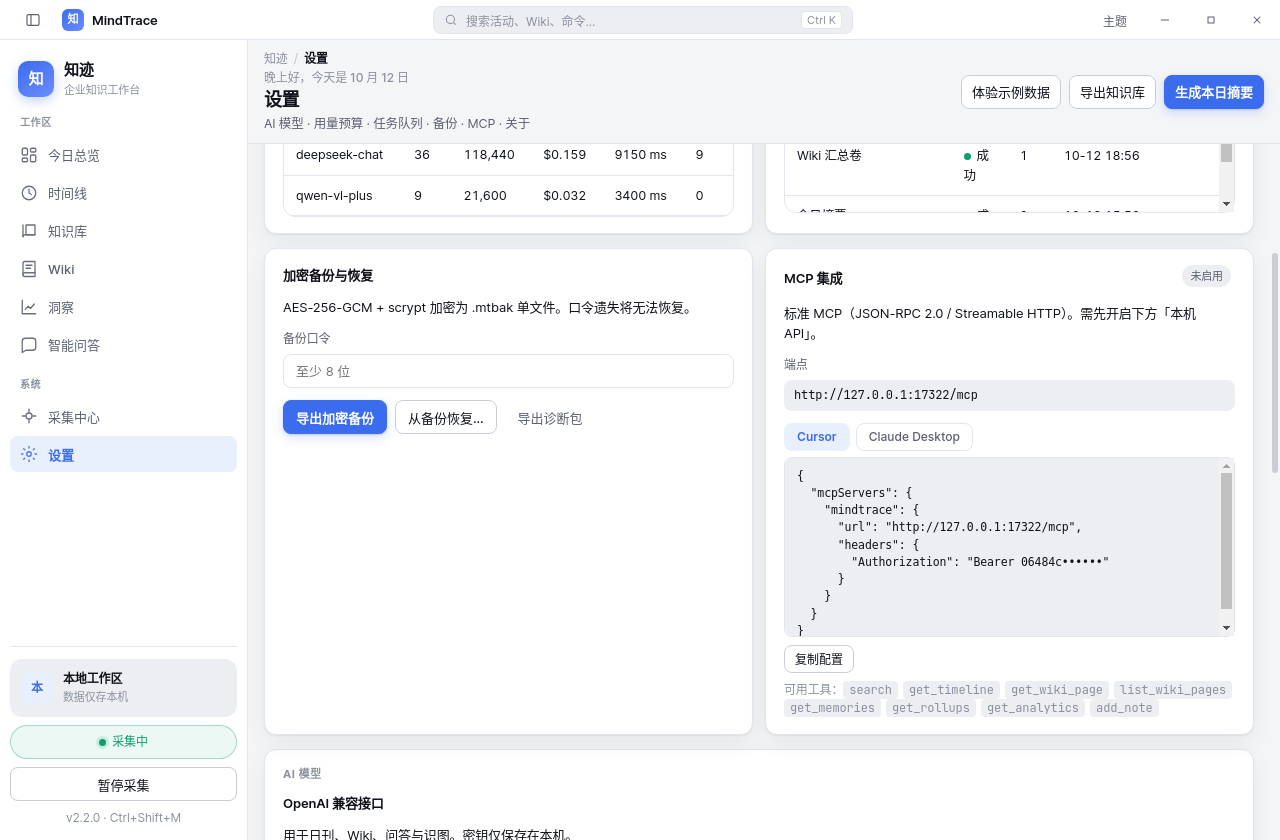 知 MindTrace
搜索活动、Wiki、命令... Ctrl K
主题
知
知迹
企业知识工作台
工作区
今日总览
时间线
知识库
Wiki
洞察
智能问答
系统
采集中心
设置
本
本地工作区
数据仅存本机
采集中
暂停采集
v2.2.0 · Ctrl+Shift+M
知迹 / 设置
晚上好，今天是 10 月 12 日
设置
AI 模型 · 用量预算 · 任务队列 · 备份 · MCP · 关于
体验示例数据 导出知识库 生成本日摘要
deepseek-chat 36 118,440 $0.159 9150 ms 9
qwen-vl-plus 9 21,600 $0.032 3400 ms 0
Wiki 汇总卷 成功 1 10-12 18:56
加密备份与恢复
AES-256-GCM + scrypt 加密为 .mtbak 单文件。口令遗失将无法恢复。
备份口令
至少 8 位
导出加密备份 从备份恢复... 导出诊断包
MCP 集成 未启用
标准 MCP（JSON-RPC 2.0 / Streamable HTTP）。需先开启下方「本机
API」。
端点
http://127.0.0.1:17322/mcp
Cursor Claude Desktop
{
"mcpServers": {
"mindtrace": {
"url": "http://127.0.0.1:17322/mcp",
"headers": {
"Authorization": "Bearer 06484c••••••"
}
}
}
}
复制配置
可用工具： search get_timeline get_wiki_page list_wiki_pages
get_memories get_rollups get_analytics add_note
AI 模型
OpenAI 兼容接口
用于日刊、Wiki、问答与识图。密钥仅保存在本机。